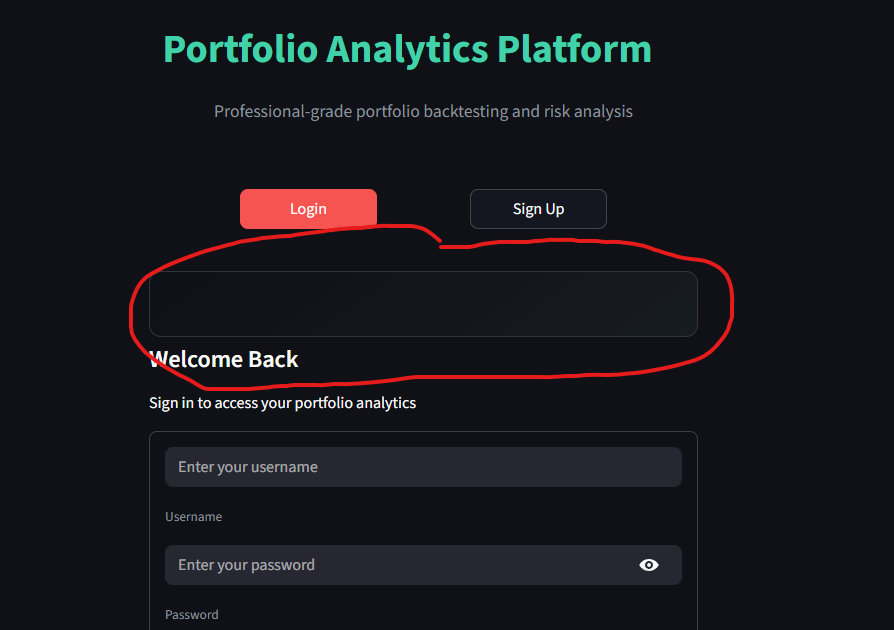 Portfolio Analytics Platform
Professional-grade portfolio backtesting and risk analysis
Login Sign Up
Welcome Back
Sign in to access your portfolio analytics
Enter your username
Username
Enter your password
Password